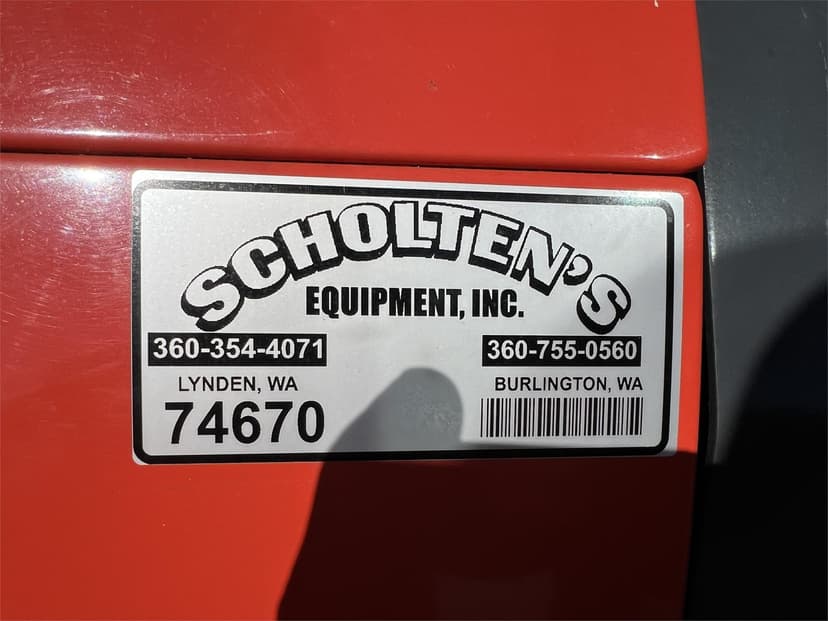 SCHOLTEN'S
EQUIPMENT, INC.
360-354-4071 360-755-0560
LYNDEN, WA BURLINGTON, WA
74670